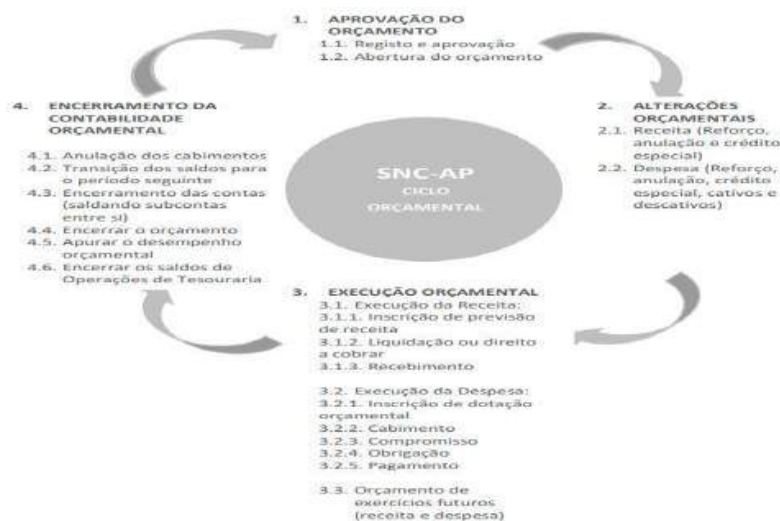 1. APROVAÇÃO DO
ORÇAMENTO
1.1. Registo e aprovação
1.2. Abertura do orçamento
4. ENCERRAMENTO DA
CONTABILIDADE
ORÇAMENTAL
4.1. Anulação dos cabimentos
4.2. Transição dos saldos para
o período seguinte
4.3. Encerramento das contas
(saldando subcontas
entre si)
4.4. Encerrar o orçamento
4.5. Apurar o desempenho
orçamental
4.6. Encerrar os saldos de
Operações de Tesouraria
SNC-AP
CICLO
ORÇAMENTAL
2. ALTERAÇÕES
ORÇAMENTAIS
2.1. Receita (Reforço,
anulação e crédito
especial)
2.2. Despesa (Reforço,
anulação, crédito
especial, cativos e
descativos)
3. EXECUÇÃO ORÇAMENTAL
3.1. Execução da Receita:
3.1.1. Inscrição de previsão
de receita
3.1.2. Liquidação ou direito
a cobrar
3.1.3. Recebimento
3.2. Execução da Despesa:
3.2.1. Inscrição de dotação
orçamental
3.2.2. Cabimento
3.2.3. Compromisso
3.2.4. Obrigação
3.2.5. Pagamento
3.3. Orçamento de
exercícios futuros
(receita e despesa)